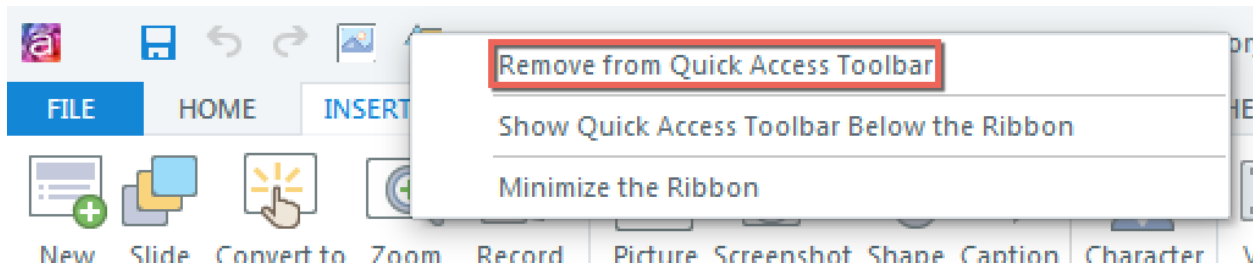 Remove from Quick Access Toolbar
FILE HOME INSERT
Show Quick Access Toolbar Below the Ribbon
Minimize the Ribbon
New Slide Convert to Zoom Record Picture Screenshot Shape Caption Character